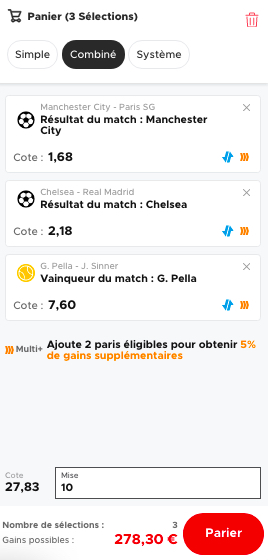 Panier (3 Sélections)
Simple
Combiné
Système
Manchester City - Paris SG
Résultat du match : Manchester
City
Cote : 1,68
Chelsea - Real Madrid
Résultat du match : Chelsea
Cote : 2,18
G. Pella - J. Sinner
Vainqueur du match : G. Pella
Cote : 7,60
Multi+ Ajoute 2 paris éligibles pour obtenir 5%
de gains supplémentaires
Cote
27,83
Mise
10
Nombre de sélections : 3
Gains possibles : 278,30 €
Parier